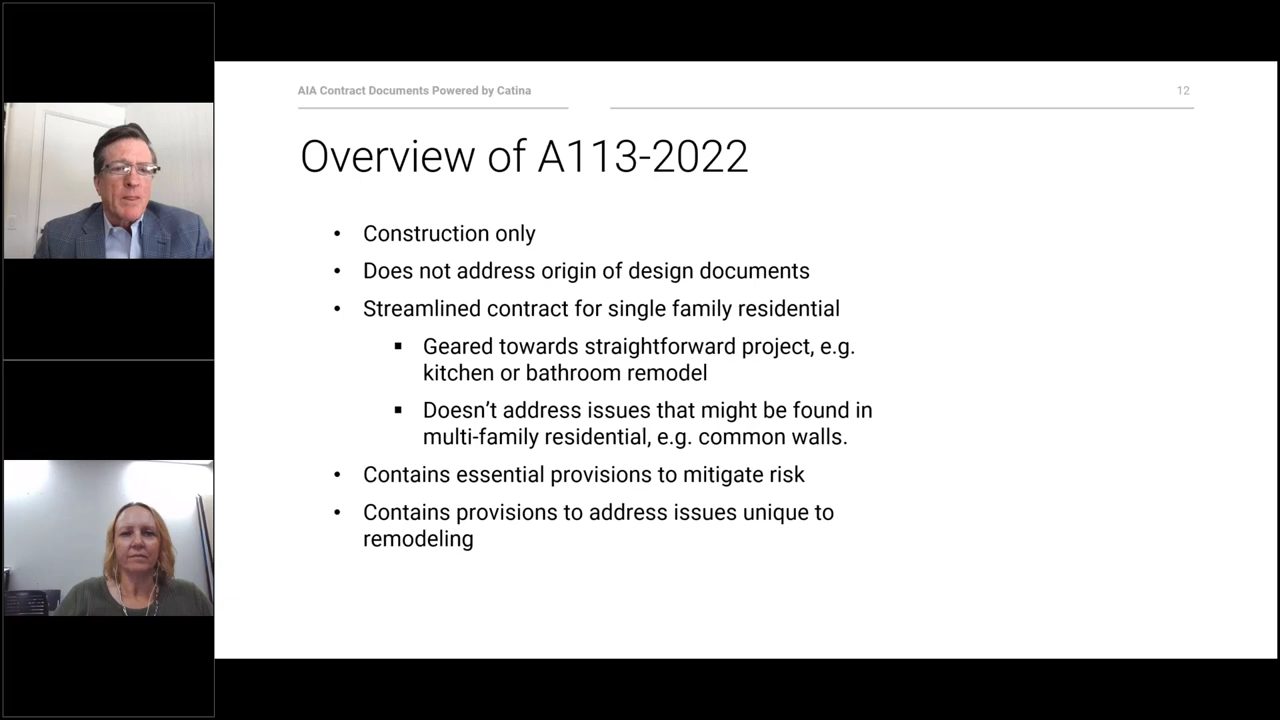 AIA Contract Documents Powered by Catina
12
Overview of A113-2022
• Construction only
• Does not address origin of design documents
• Streamlined contract for single family residential
▪ Geared towards straightforward project, e.g.
kitchen or bathroom remodel
▪ Doesn’t address issues that might be found in
multi-family residential, e.g. common walls.
• Contains essential provisions to mitigate risk
• Contains provisions to address issues unique to
remodeling